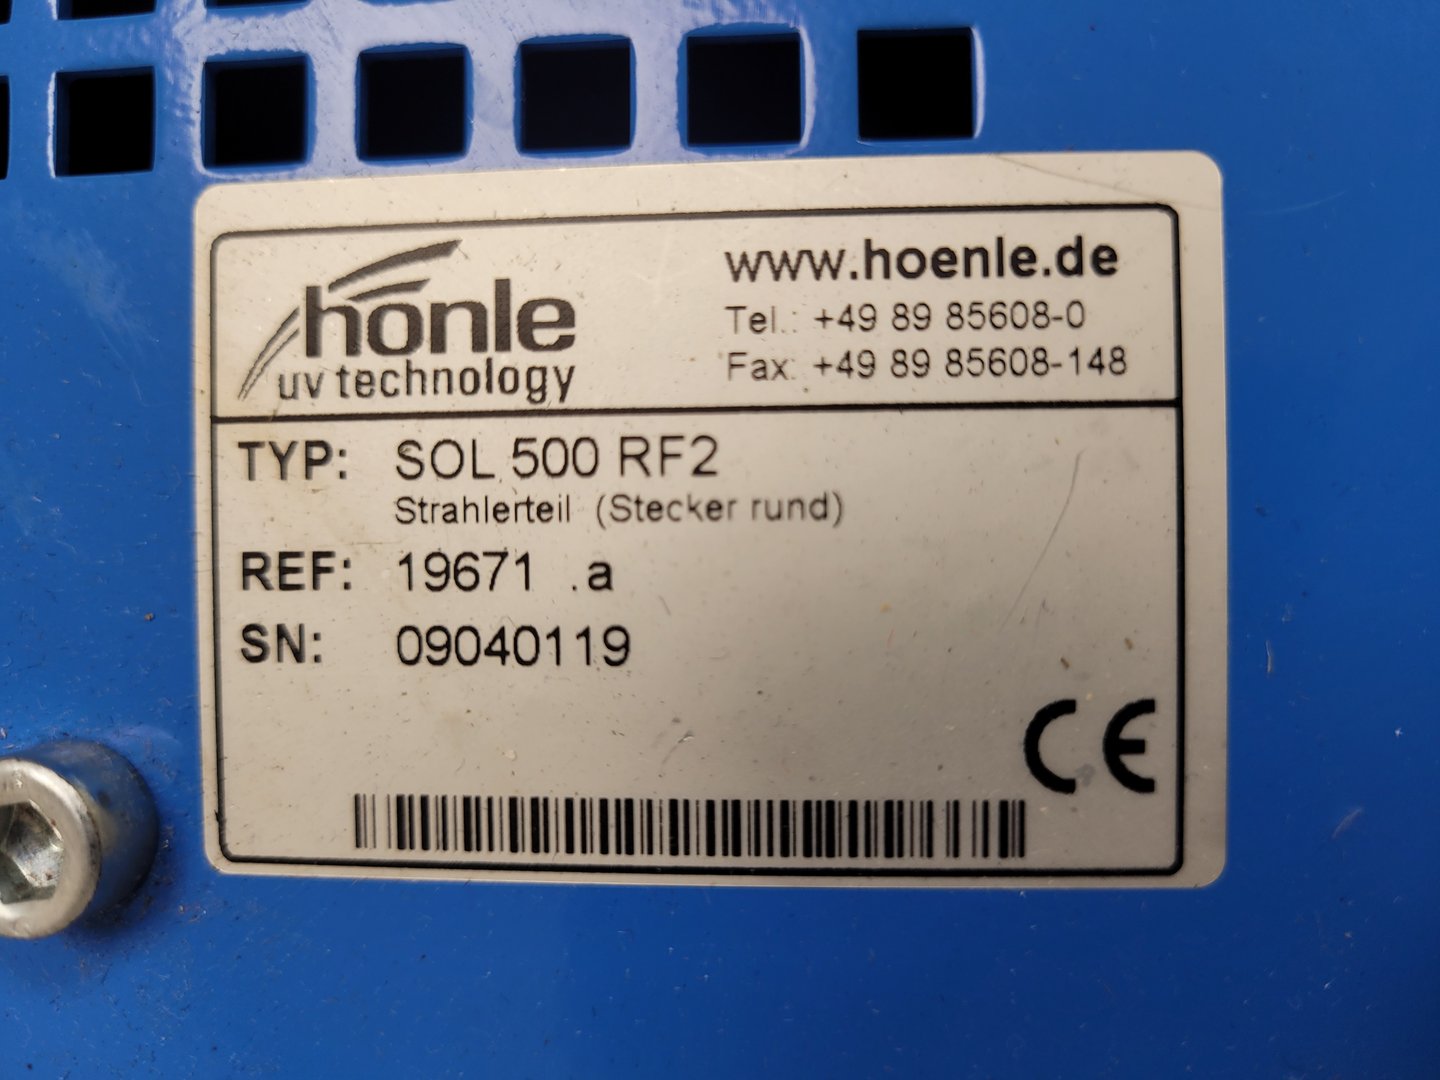 hönle
uv technology
www.hoenle.de
Tel.: +49 89 85608-0
Fax: +49 89 85608-148
TYP: SOL 500 RF2
Strahlerteil (Stecker rund)
REF: 19671 .a
SN: 09040119
CE